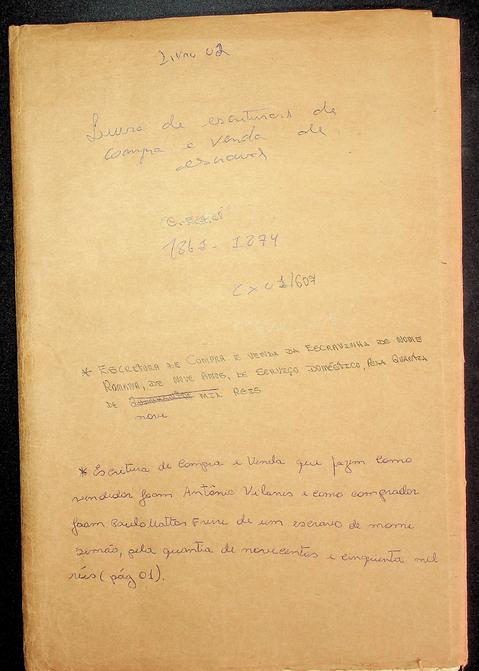 Livro 02
Livro de escrituras de
compra e venda de
escravos
1861 - 1874
Cx 01/607
* ESCRITURA DE COMPRA E VENDA DA ESCRAVINHA DE NOME
ROMANA, DE NOVE ANOS, DE SERVIÇO DOMÉSTICO, PELA QUANTIA
DE MIL REIS
nove
* Escritura de Compra e Venda que fazem como
vendedor Joam Antônio Vilares e como comprador
Joam Paulo Mattos Freire de um escravo de nome
Simão, pela quantia de novecentos e cinquenta mil
réis (pág 01).